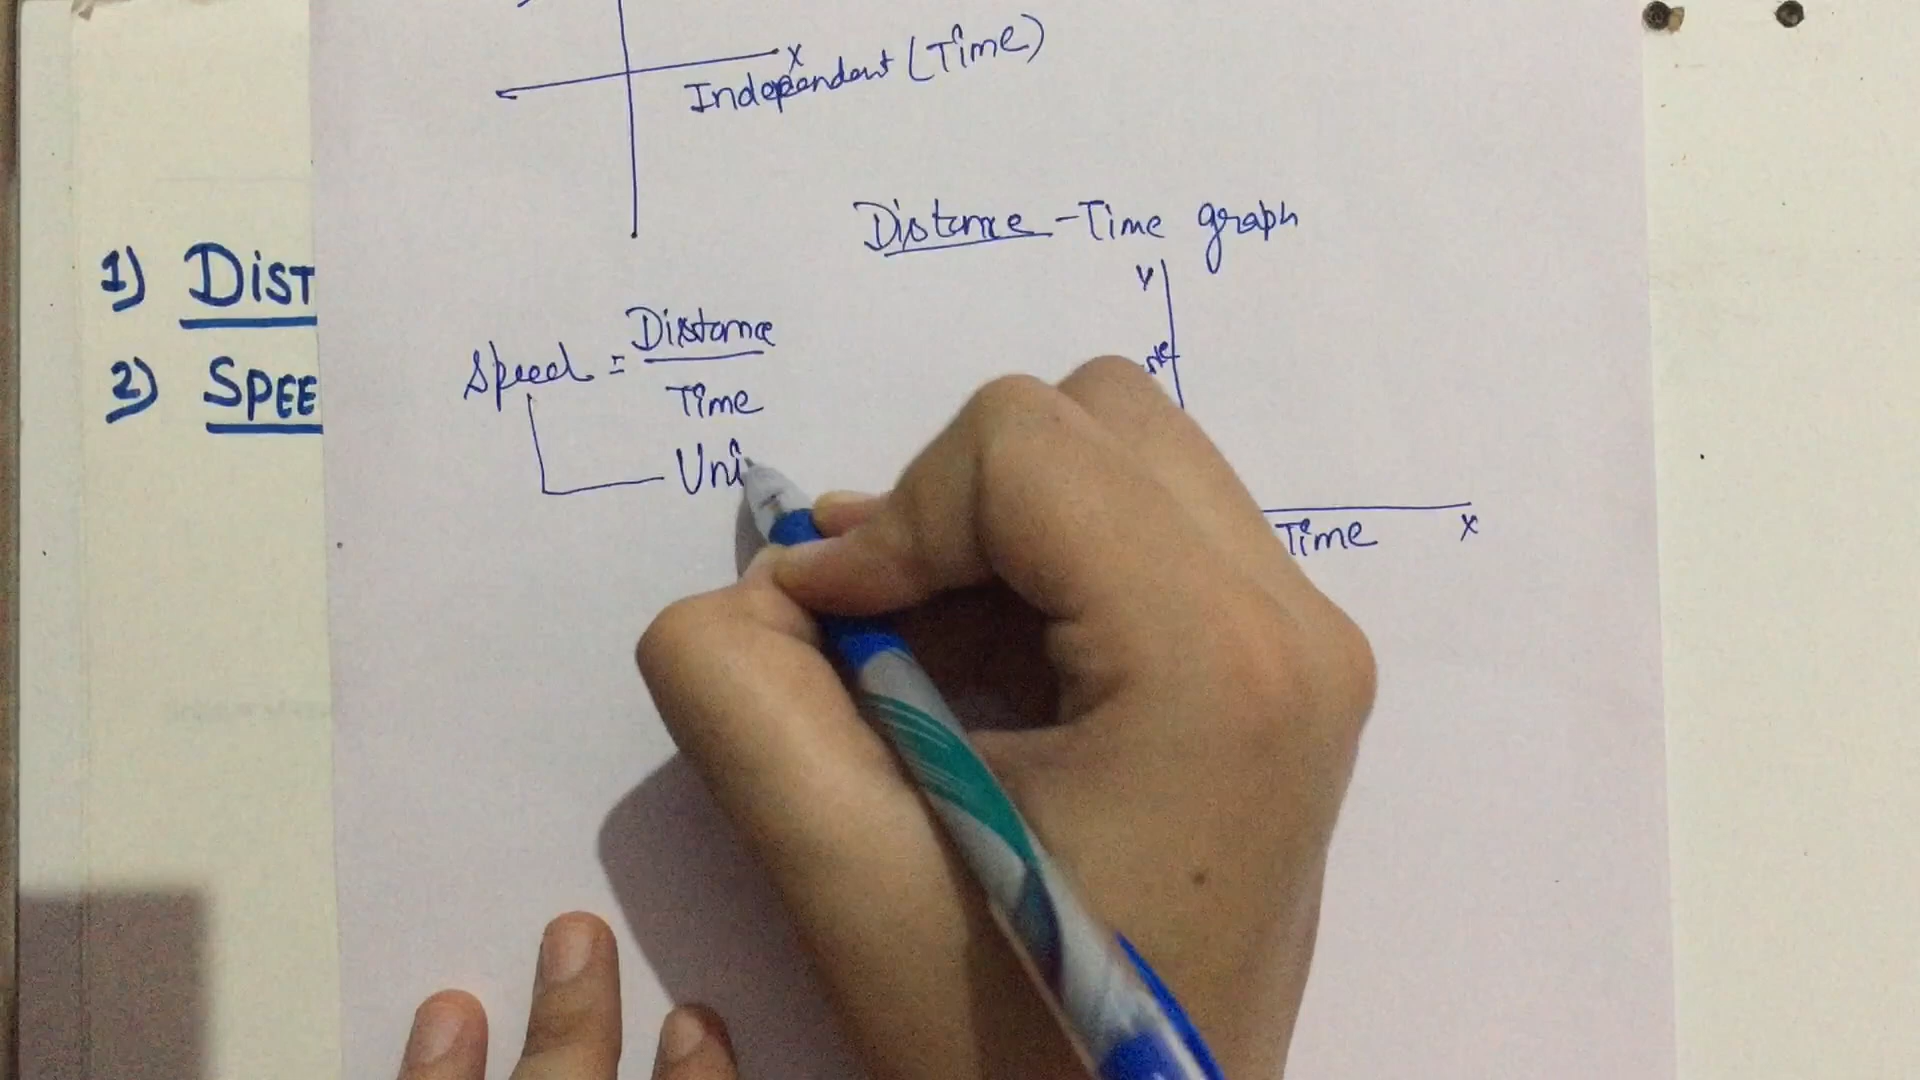 X
Independent (Time)
Distance - Time graph
1) DIST
2) SPEE
Speed = Distance
Time
Uni
Y
Time
X